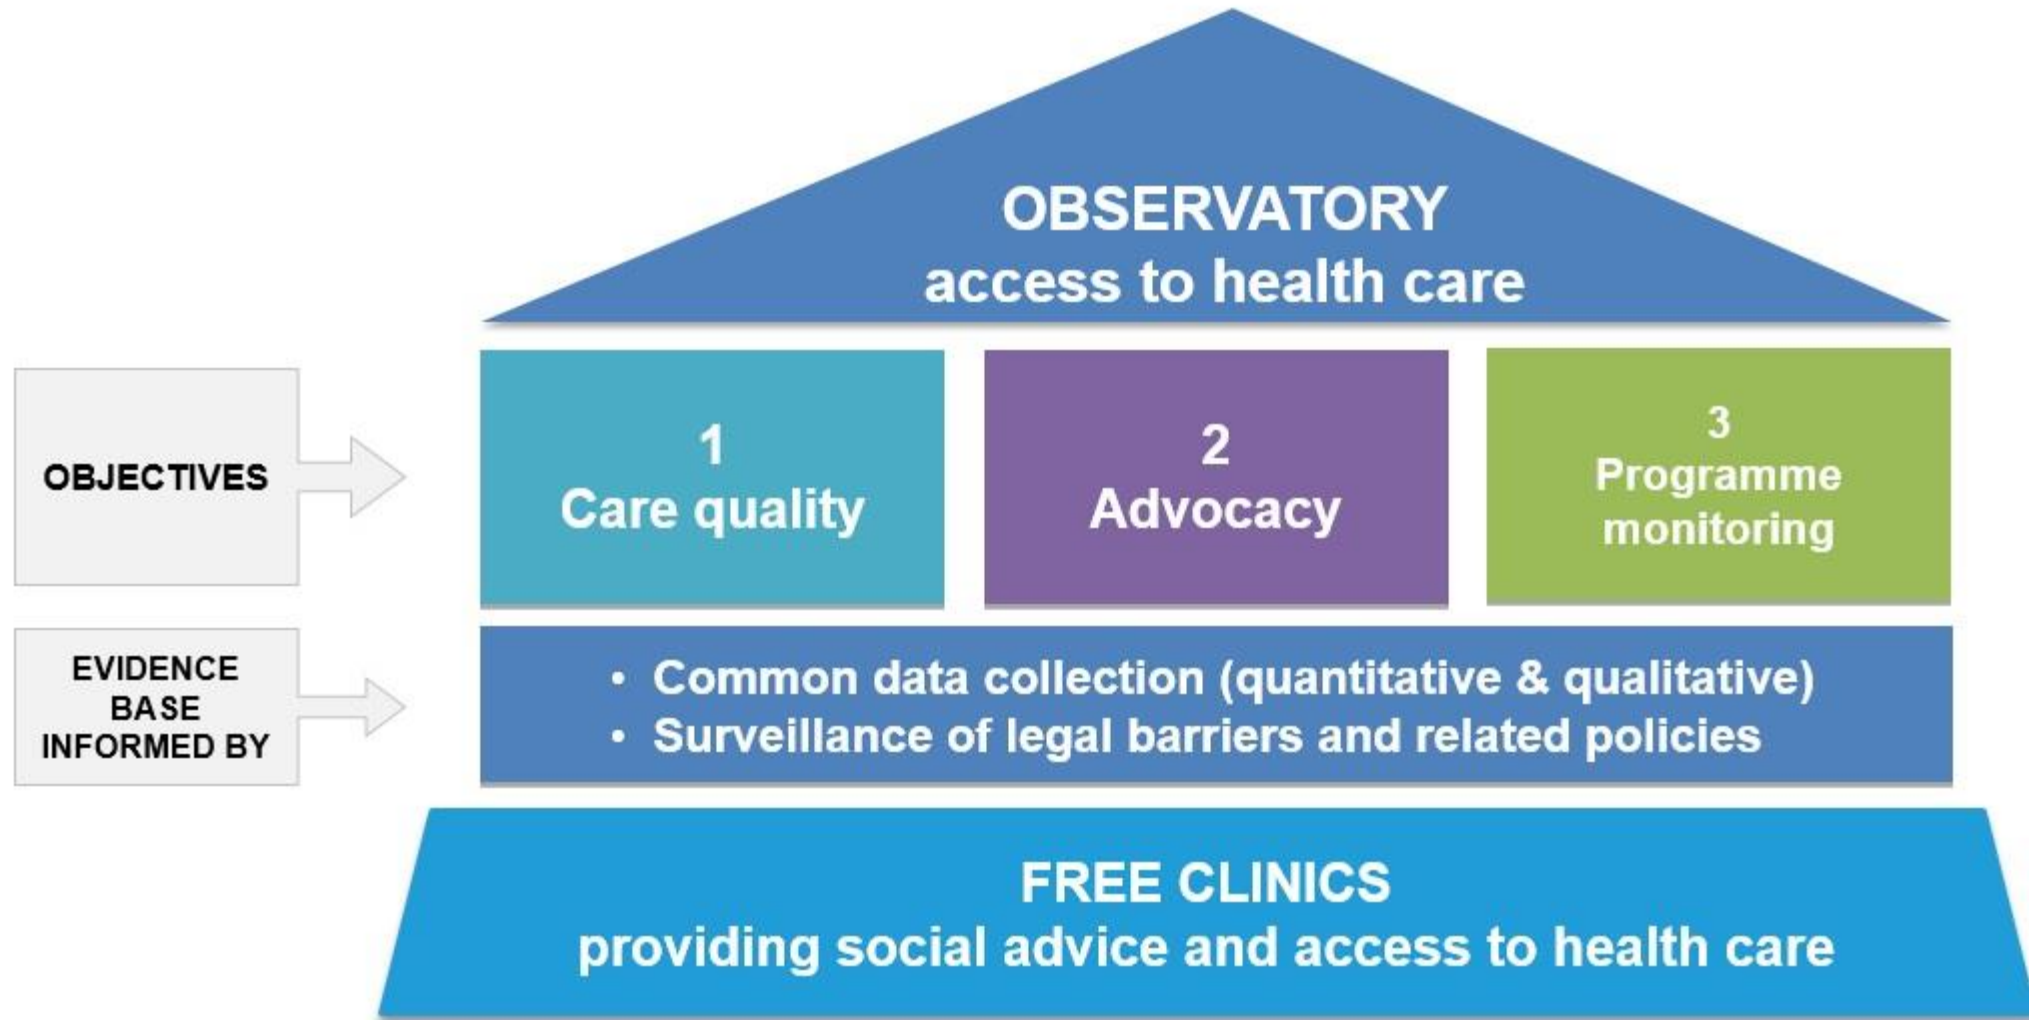 OBSERVATORY
access to health care
OBJECTIVES
1
Care quality
2
Advocacy
3
Programme
monitoring
EVIDENCE
BASE
INFORMED BY
• Common data collection (quantitative & qualitative)
• Surveillance of legal barriers and related policies
FREE CLINICS
providing social advice and access to health care